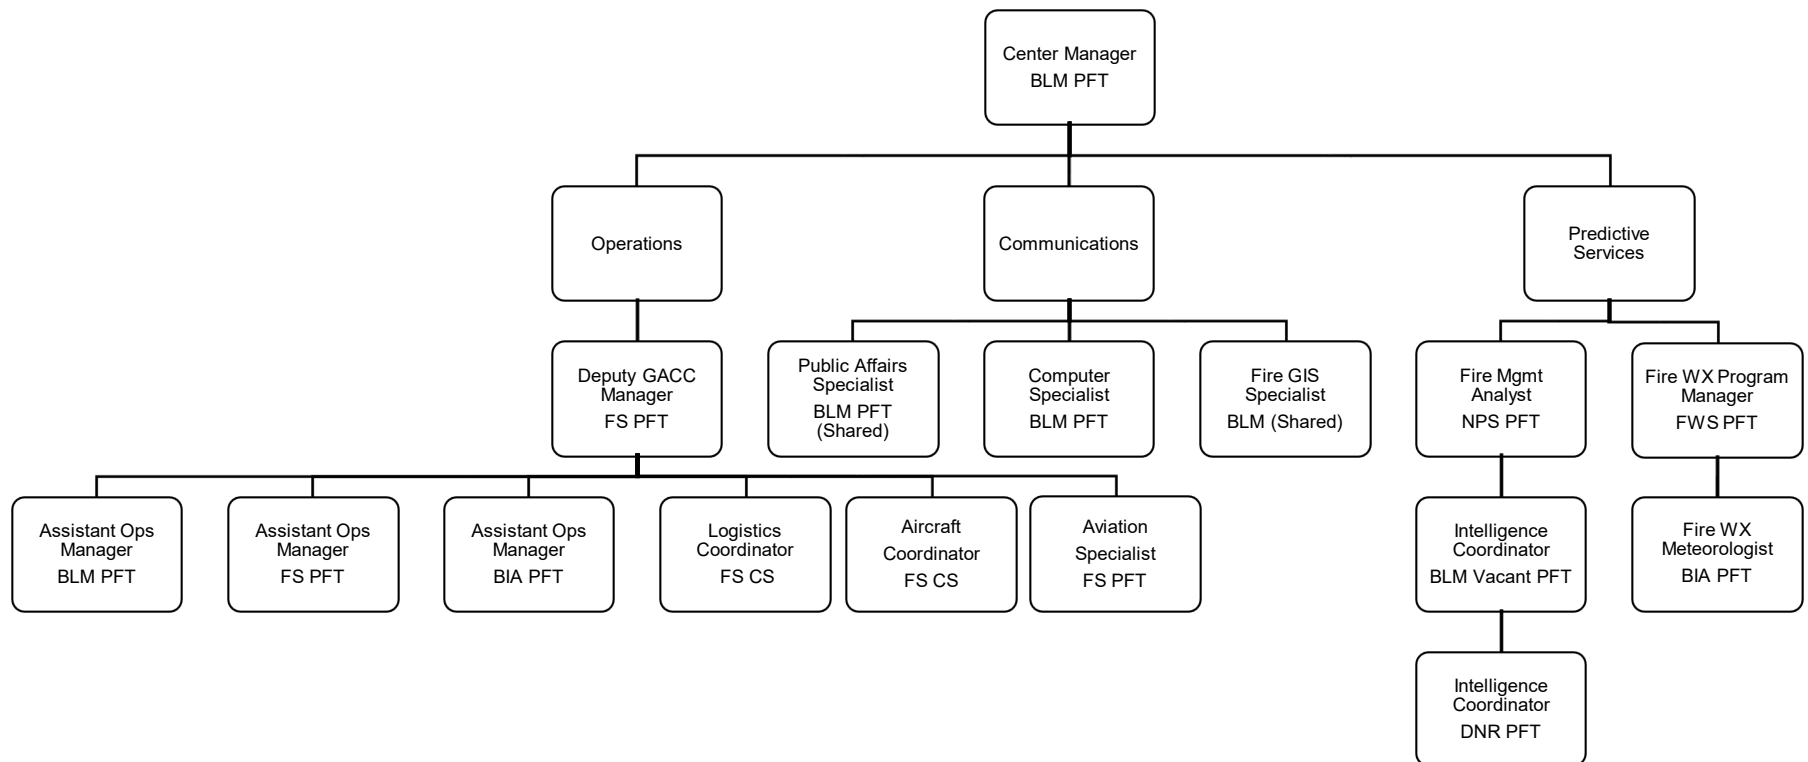 Center Manager
BLM PFT
Operations
Communications
Predictive
Services
Deputy GACC
Manager
FS PFT
Public Affairs
Specialist
BLM PFT
(Shared)
Computer
Specialist
BLM PFT
Fire GIS
Specialist
BLM (Shared)
Fire Mgmt
Analyst
NPS PFT
Fire WX Program
Manager
FWS PFT
Assistant Ops
Manager
BLM PFT
Assistant Ops
Manager
FS PFT
Assistant Ops
Manager
BIA PFT
Logistics
Coordinator
FS CS
Aircraft
Coordinator
FS CS
Aviation
Specialist
FS PFT
Intelligence
Coordinator
BLM Vacant PFT
Fire WX
Meteorologist
BIA PFT
Intelligence
Coordinator
DNR PFT